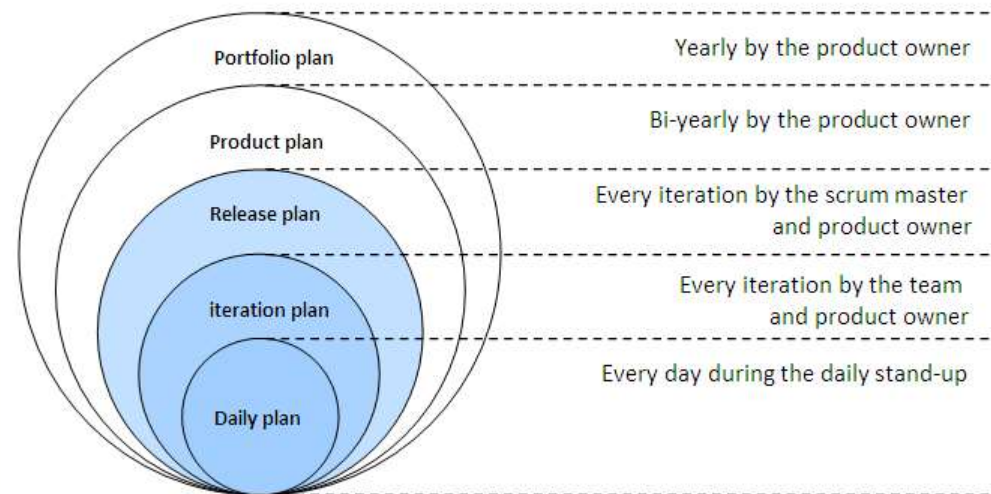 Portfolio plan
Yearly by the product owner
Product plan
Bi-yearly by the product owner
Release plan
Every iteration by the scrum master
and product owner
iteration plan
Every iteration by the team
and product owner
Daily plan
Every day during the daily stand-up